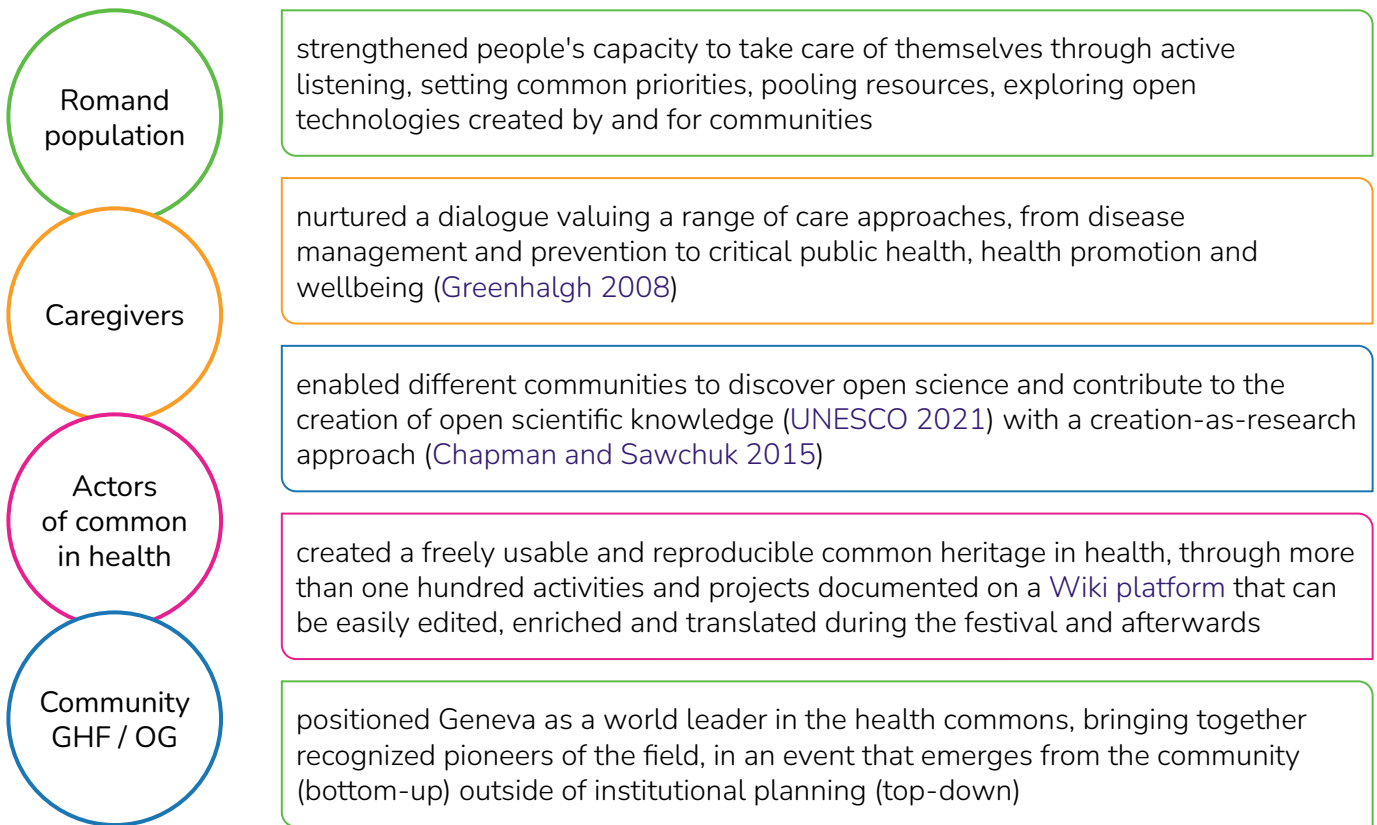 Romand
population
Caregivers
Actors
of common
in health
Community
GHF / OG
strengthened people's capacity to take care of themselves through active
listening, setting common priorities, pooling resources, exploring open
technologies created by and for communities
nurtured a dialogue valuing a range of care approaches, from disease
management and prevention to critical public health, health promotion and
wellbeing (Greenhalgh 2008)
enabled different communities to discover open science and contribute to the
creation of open scientific knowledge (UNESCO 2021) with a creation-as-research
approach (Chapman and Sawchuk 2015)
created a freely usable and reproducible common heritage in health, through more
than one hundred activities and projects documented on a Wiki platform that can
be easily edited, enriched and translated during the festival and afterwards
positioned Geneva as a world leader in the health commons, bringing together
recognized pioneers of the field, in an event that emerges from the community
(bottom-up) outside of institutional planning (top-down)